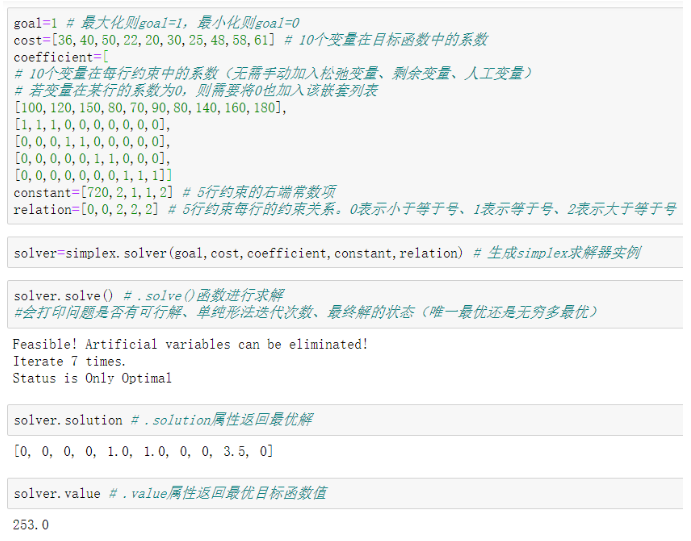 goal=1 # 最大化则goal=1，最小化则goal=0
cost=[36,40,50,22,20,30,25,48,58,61] # 10个变量在目标函数中的系数
coefficient=[
# 10个变量在每行约束中的系数（无需手动加入松弛变量、剩余变量、人工变量）
# 若变量在某行的系数为0，则需要将0也加入该嵌套列表
[100,120,150,80,70,90,80,140,160,180],
[1,1,1,0,0,0,0,0,0,0],
[0,0,0,1,1,0,0,0,0,0],
[0,0,0,0,0,1,1,0,0,0],
[0,0,0,0,0,0,0,1,1,1]]
constant=[720,2,1,1,2] # 5行约束的右端常数项
relation=[0,0,2,2,2] # 5行约束每行的约束关系。0表示小于等于号、1表示等于号、2表示大于等于号
solver=simplex.solver(goal,cost,coefficient,constant,relation) # 生成simplex求解器实例
solver.solve() # .solve()函数进行求解
#会打印问题是否有可行解、单纯形法迭代次数、最终解的状态（唯一最优还是无穷多最优）
Feasible! Artificial variables can be eliminated!
Iterate 7 times.
Status is Only Optimal
solver.solution # .solution属性返回最优解
[0, 0, 0, 0, 1.0, 1.0, 0, 0, 3.5, 0]
solver.value # .value属性返回最优目标函数值
253.0